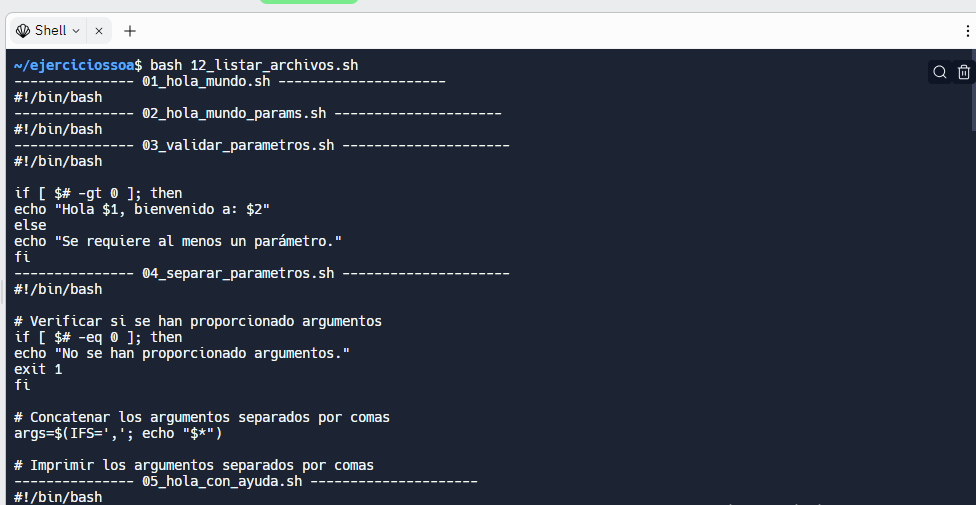 Shell
~/ejerciciossoa$ bash 12_listar_archivos.sh
--------------- 01_hola_mundo.sh ---------------------
#!/bin/bash
--------------- 02_hola_mundo_params.sh ---------------------
#!/bin/bash
--------------- 03_validar_parametros.sh ---------------------
#!/bin/bash
if [ $# -gt 0 ]; then
echo "Hola $1, bienvenido a: $2"
else
echo "Se requiere al menos un parámetro."
fi
--------------- 04_separar_parametros.sh ---------------------
#!/bin/bash
# Verificar si se han proporcionado argumentos
if [ $# -eq 0 ]; then
echo "No se han proporcionado argumentos."
exit 1
fi
# Concatenar los argumentos separados por comas
args=$(IFS=','; echo "$*")
# Imprimir los argumentos separados por comas
--------------- 05_hola_con_ayuda.sh ---------------------
#!/bin/bash